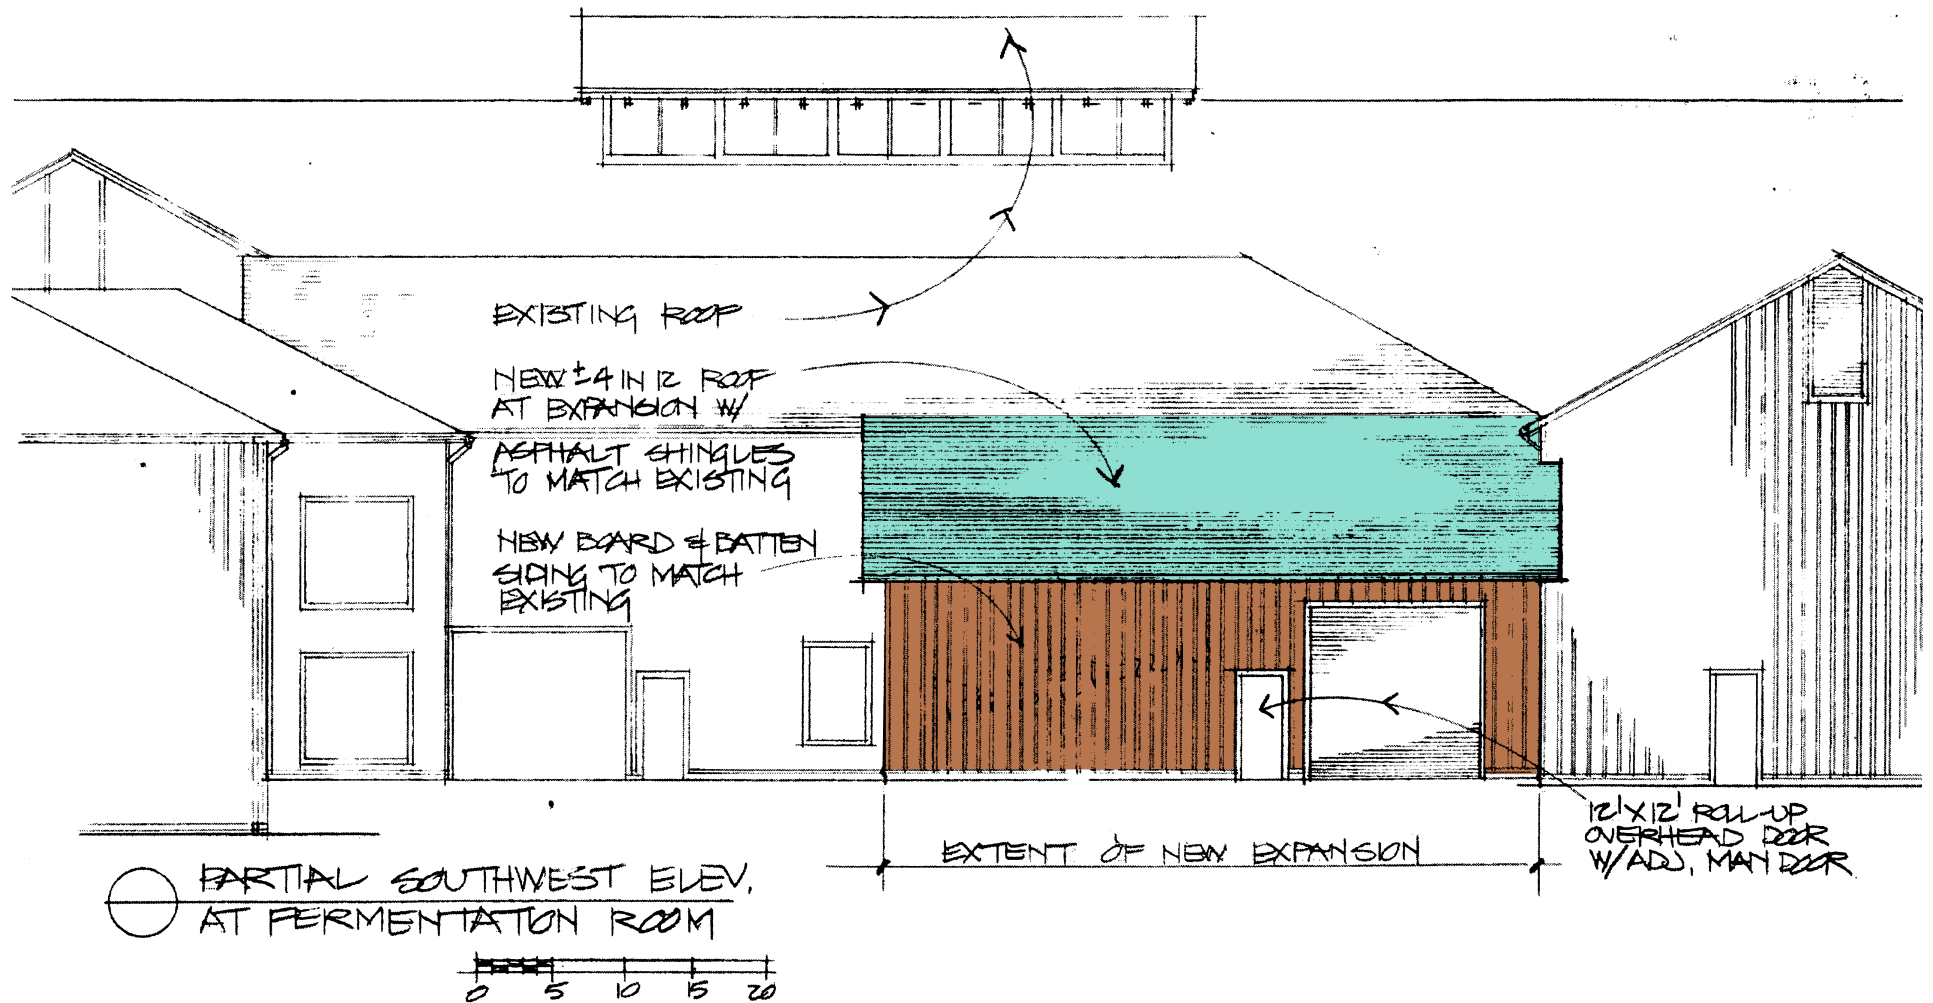 EXISTING ROOF
NEW ±4 IN 12 ROOF
AT EXPANSION W/
ASPHALT SHINGLES
TO MATCH EXISTING
NEW BOARD & BATTEN
SIDING TO MATCH
EXISTING
12'X12' ROLL-UP
OVERHEAD DOOR
W/ADJ. MAN DOOR
EXTENT OF NEW EXPANSION
PARTIAL SOUTHWEST ELEV.
AT FERMENTATION ROOM
0 5 10 15 20